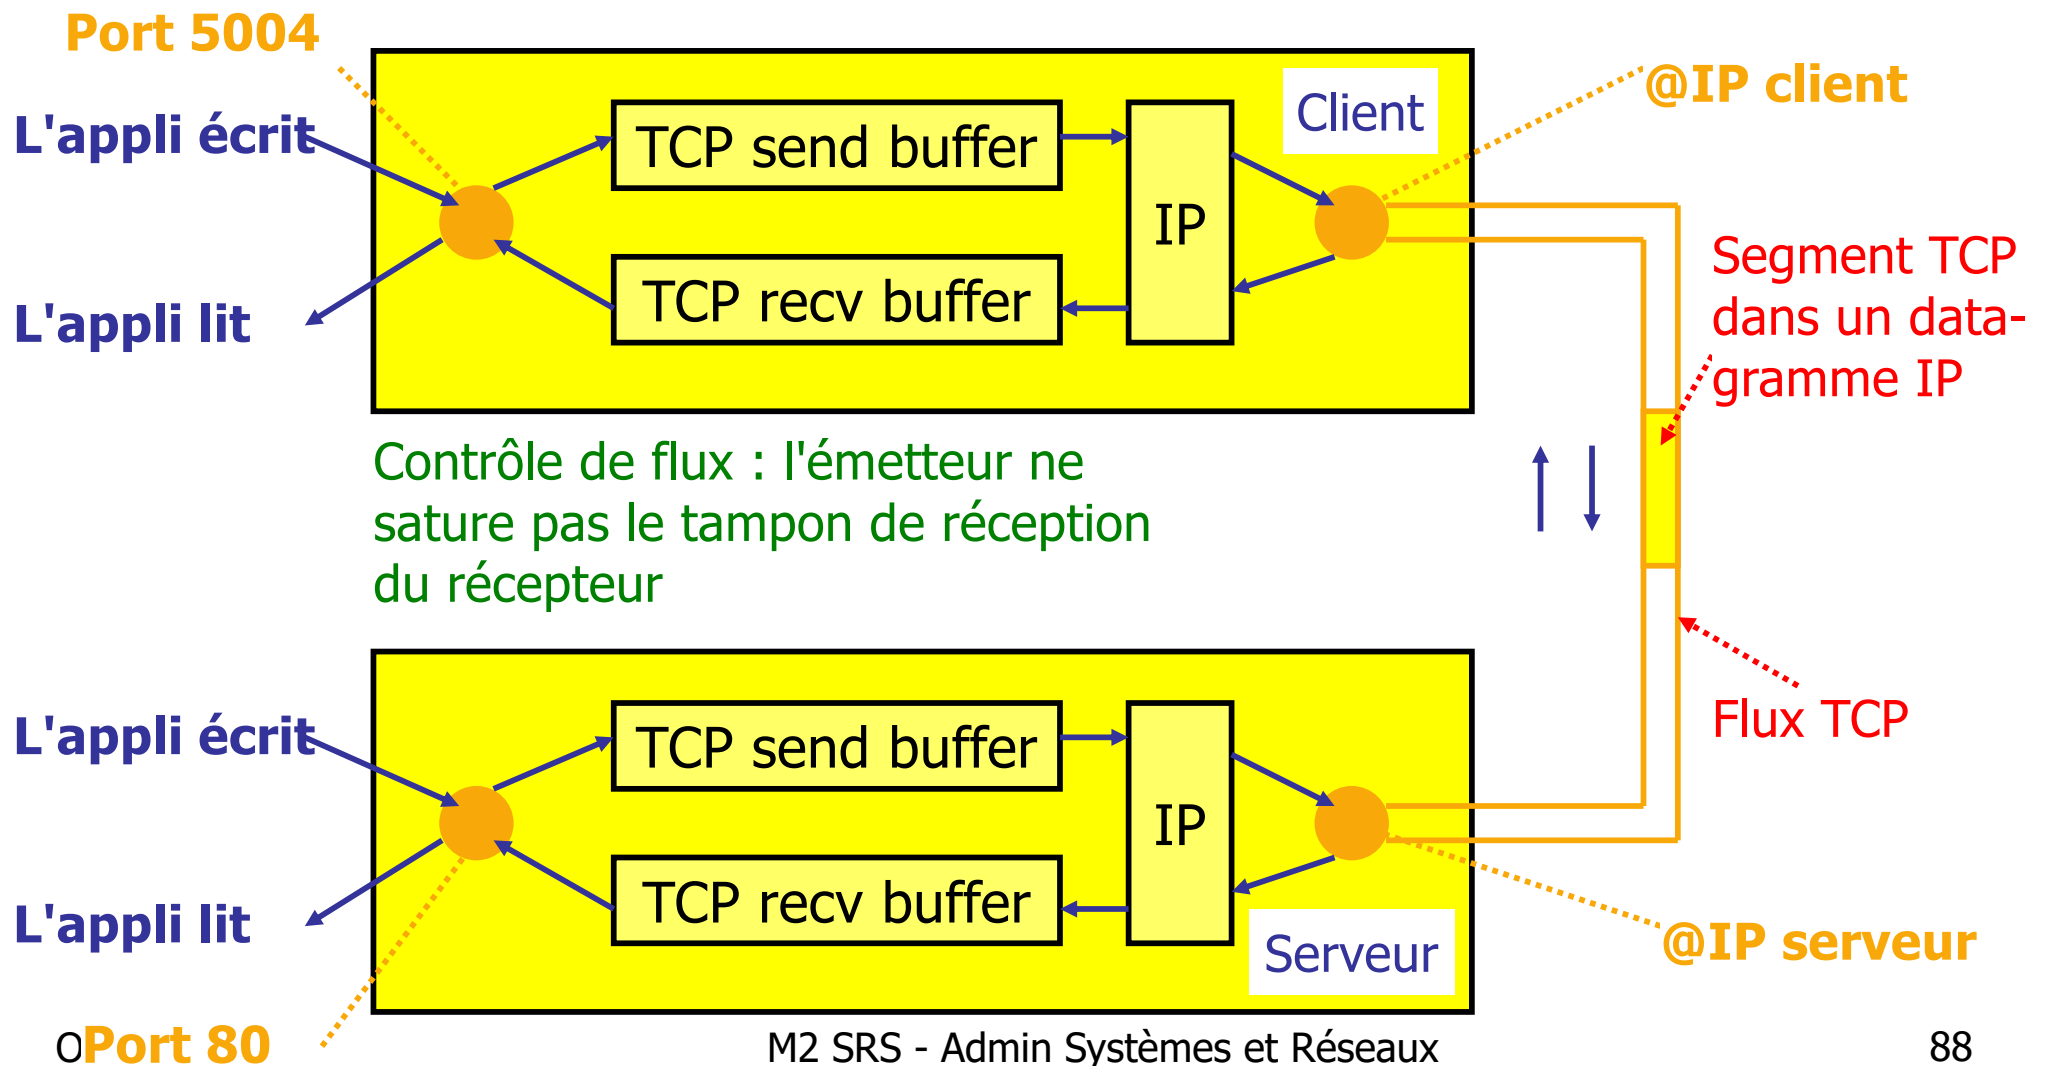 Port 5004
L'appli écrit
L'appli lit
TCP send buffer
TCP recv buffer
IP
Client
@IP client
Segment TCP
dans un data-
gramme IP
Contrôle de flux : l'émetteur ne
sature pas le tampon de réception
du récepteur
Flux TCP
L'appli écrit
L'appli lit
TCP send buffer
TCP recv buffer
IP
Serveur
@IP serveur
Port 80
M2 SRS - Admin Systèmes et Réseaux
88